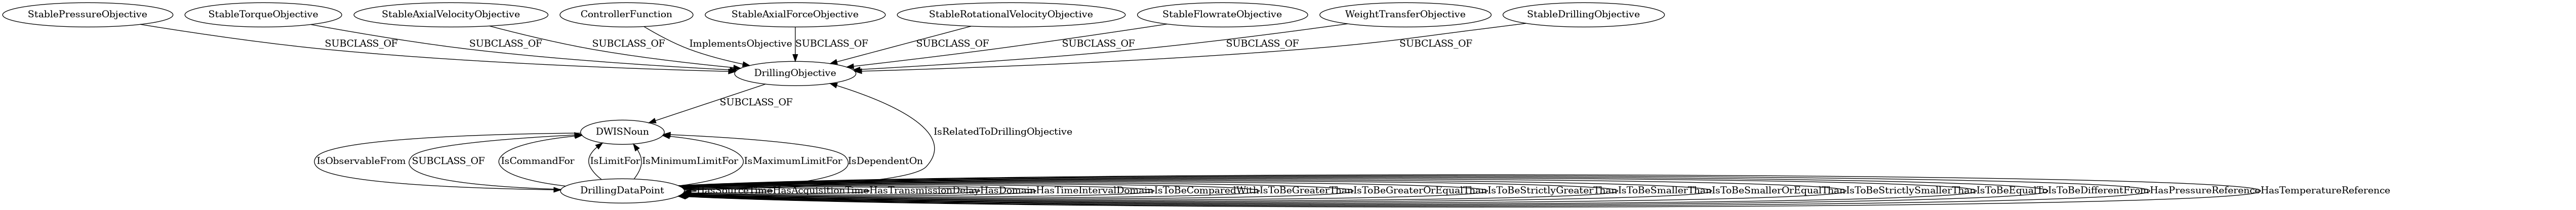 StablePressureObjective StableTorqueObjective StableAxialVelocityObjective ControllerFunction StableAxialForceObjective StableRotationalVelocityObjective StableFlowrateObjective WeightTransferObjective StableDrillingObjective
SUBCLASS_OF SUBCLASS_OF SUBCLASS_OF ImplementsObjective SUBCLASS_OF SUBCLASS_OF SUBCLASS_OF SUBCLASS_OF SUBCLASS_OF
DrillingObjective
SUBCLASS_OF
DWISNoun IsRelatedToDrillingObjective
IsObservableFrom SUBCLASS_OF IsCommandFor IsLimitFor IsMinimumLimitFor IsMaximumLimitFor IsDependentOn
DrillingDataPoint HasSourceTime HasAcquisitionTime HasTransmissionDelay HasDomain HasTimeIntervalDomain IsToBeComparedWith IsToBeGreaterThan IsToBeGreaterOrEqualThan IsToBeStrictlyGreaterThan IsToBeSmallerThan IsToBeSmallerOrEqualThan IsToBeStrictlySmallerThan IsToBeEqualTo IsToBeDifferentFrom HasPressureReference HasTemperatureReference